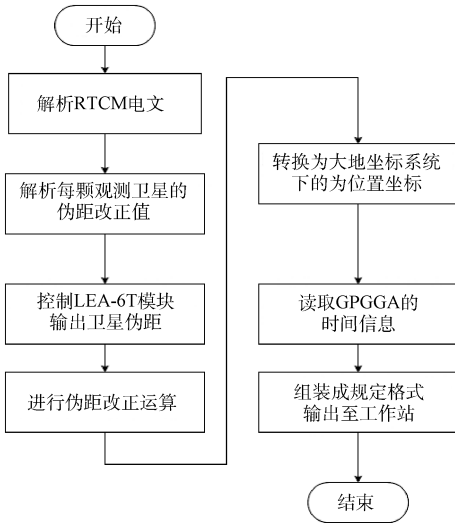 开始
解析RTCM电文
解析每颗观测卫星的
伪距改正值
控制LEA-6T模块
输出卫星伪距
进行伪距改正运算
转换为大地坐标系统
下的为位置坐标
读取GPGGA的
时间信息
组装成规定格式
输出至工作站
结束